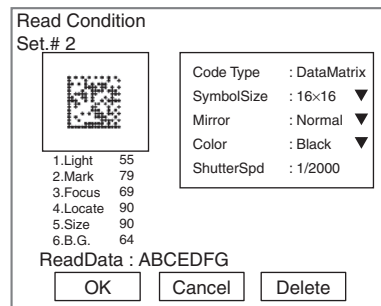 Read Condition
Set.# 2
Code Type : DataMatrix
SymbolSize : 16×16 ▼
Mirror : Normal ▼
Color : Black ▼
ShutterSpd : 1/2000
1.Light 55
2.Mark 79
3.Focus 69
4.Locate 90
5.Size 90
6.B.G. 64
ReadData : ABCEDFG
OK Cancel Delete